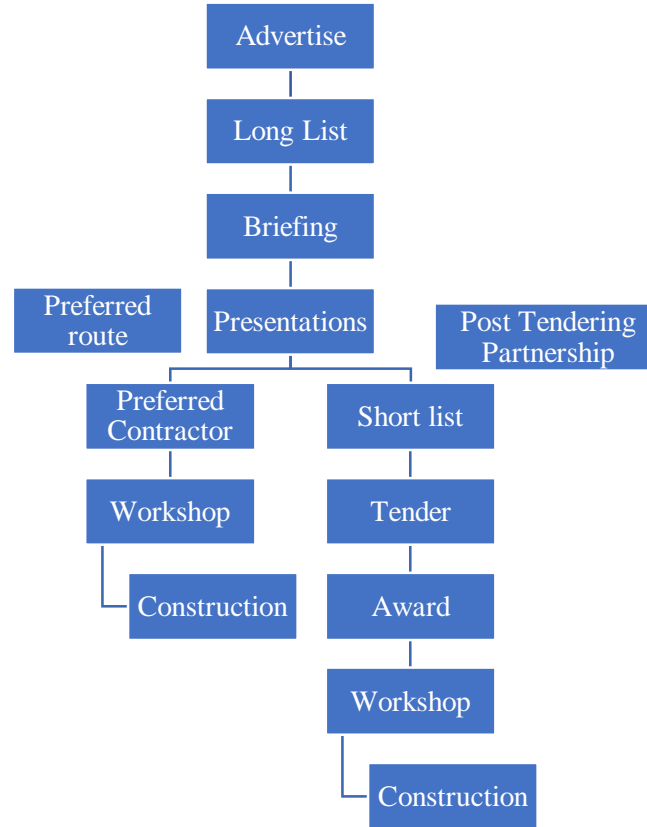 Advertise
Long List
Briefing
Preferred
route
Presentations
Post Tendering
Partnership
Preferred
Contractor
Short list
Workshop
Tender
Construction
Award
Workshop
Construction